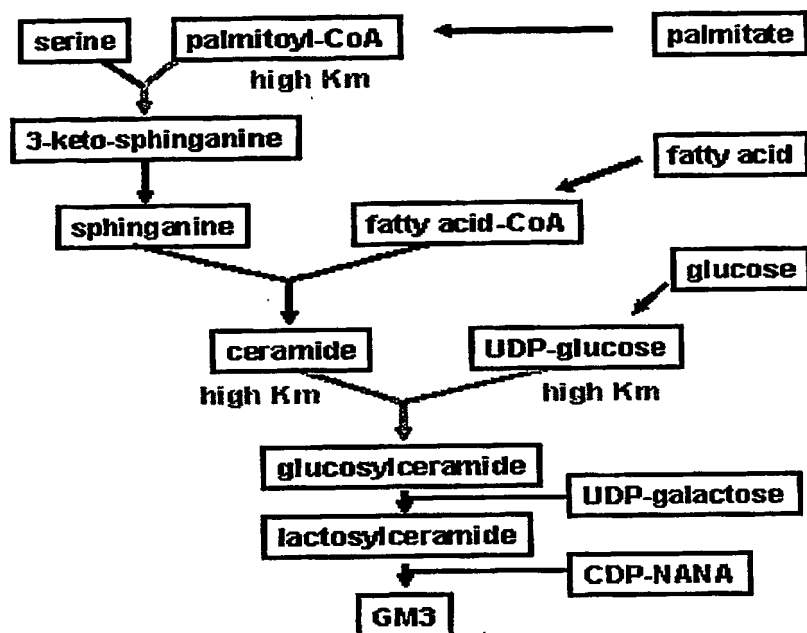 serine
palmitoyl-CoA
palmitate
high Km
3-keto-sphinganine
fatty acid
sphinganine
fatty acid-CoA
glucose
ceramide
UDP-glucose
high Km
high Km
glucosylceramide
UDP-galactose
lactosylceramide
CDP-NANA
GM3